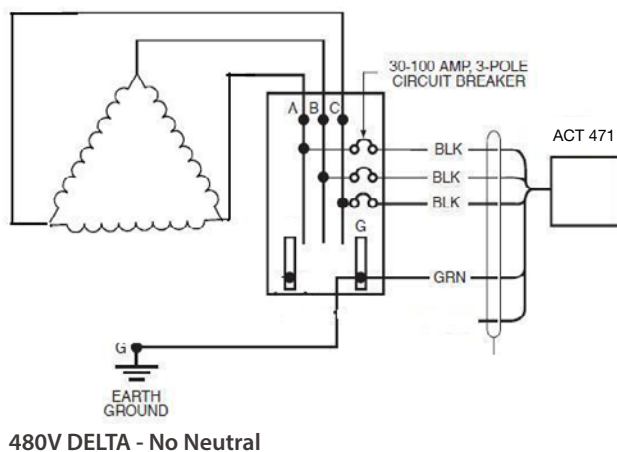 30-100 AMP, 3-POLE
CIRCUIT BREAKER
A B C
ACT 471
BLK
BLK
BLK
G
GRN
G
EARTH
GROUND
480V DELTA - No Neutral